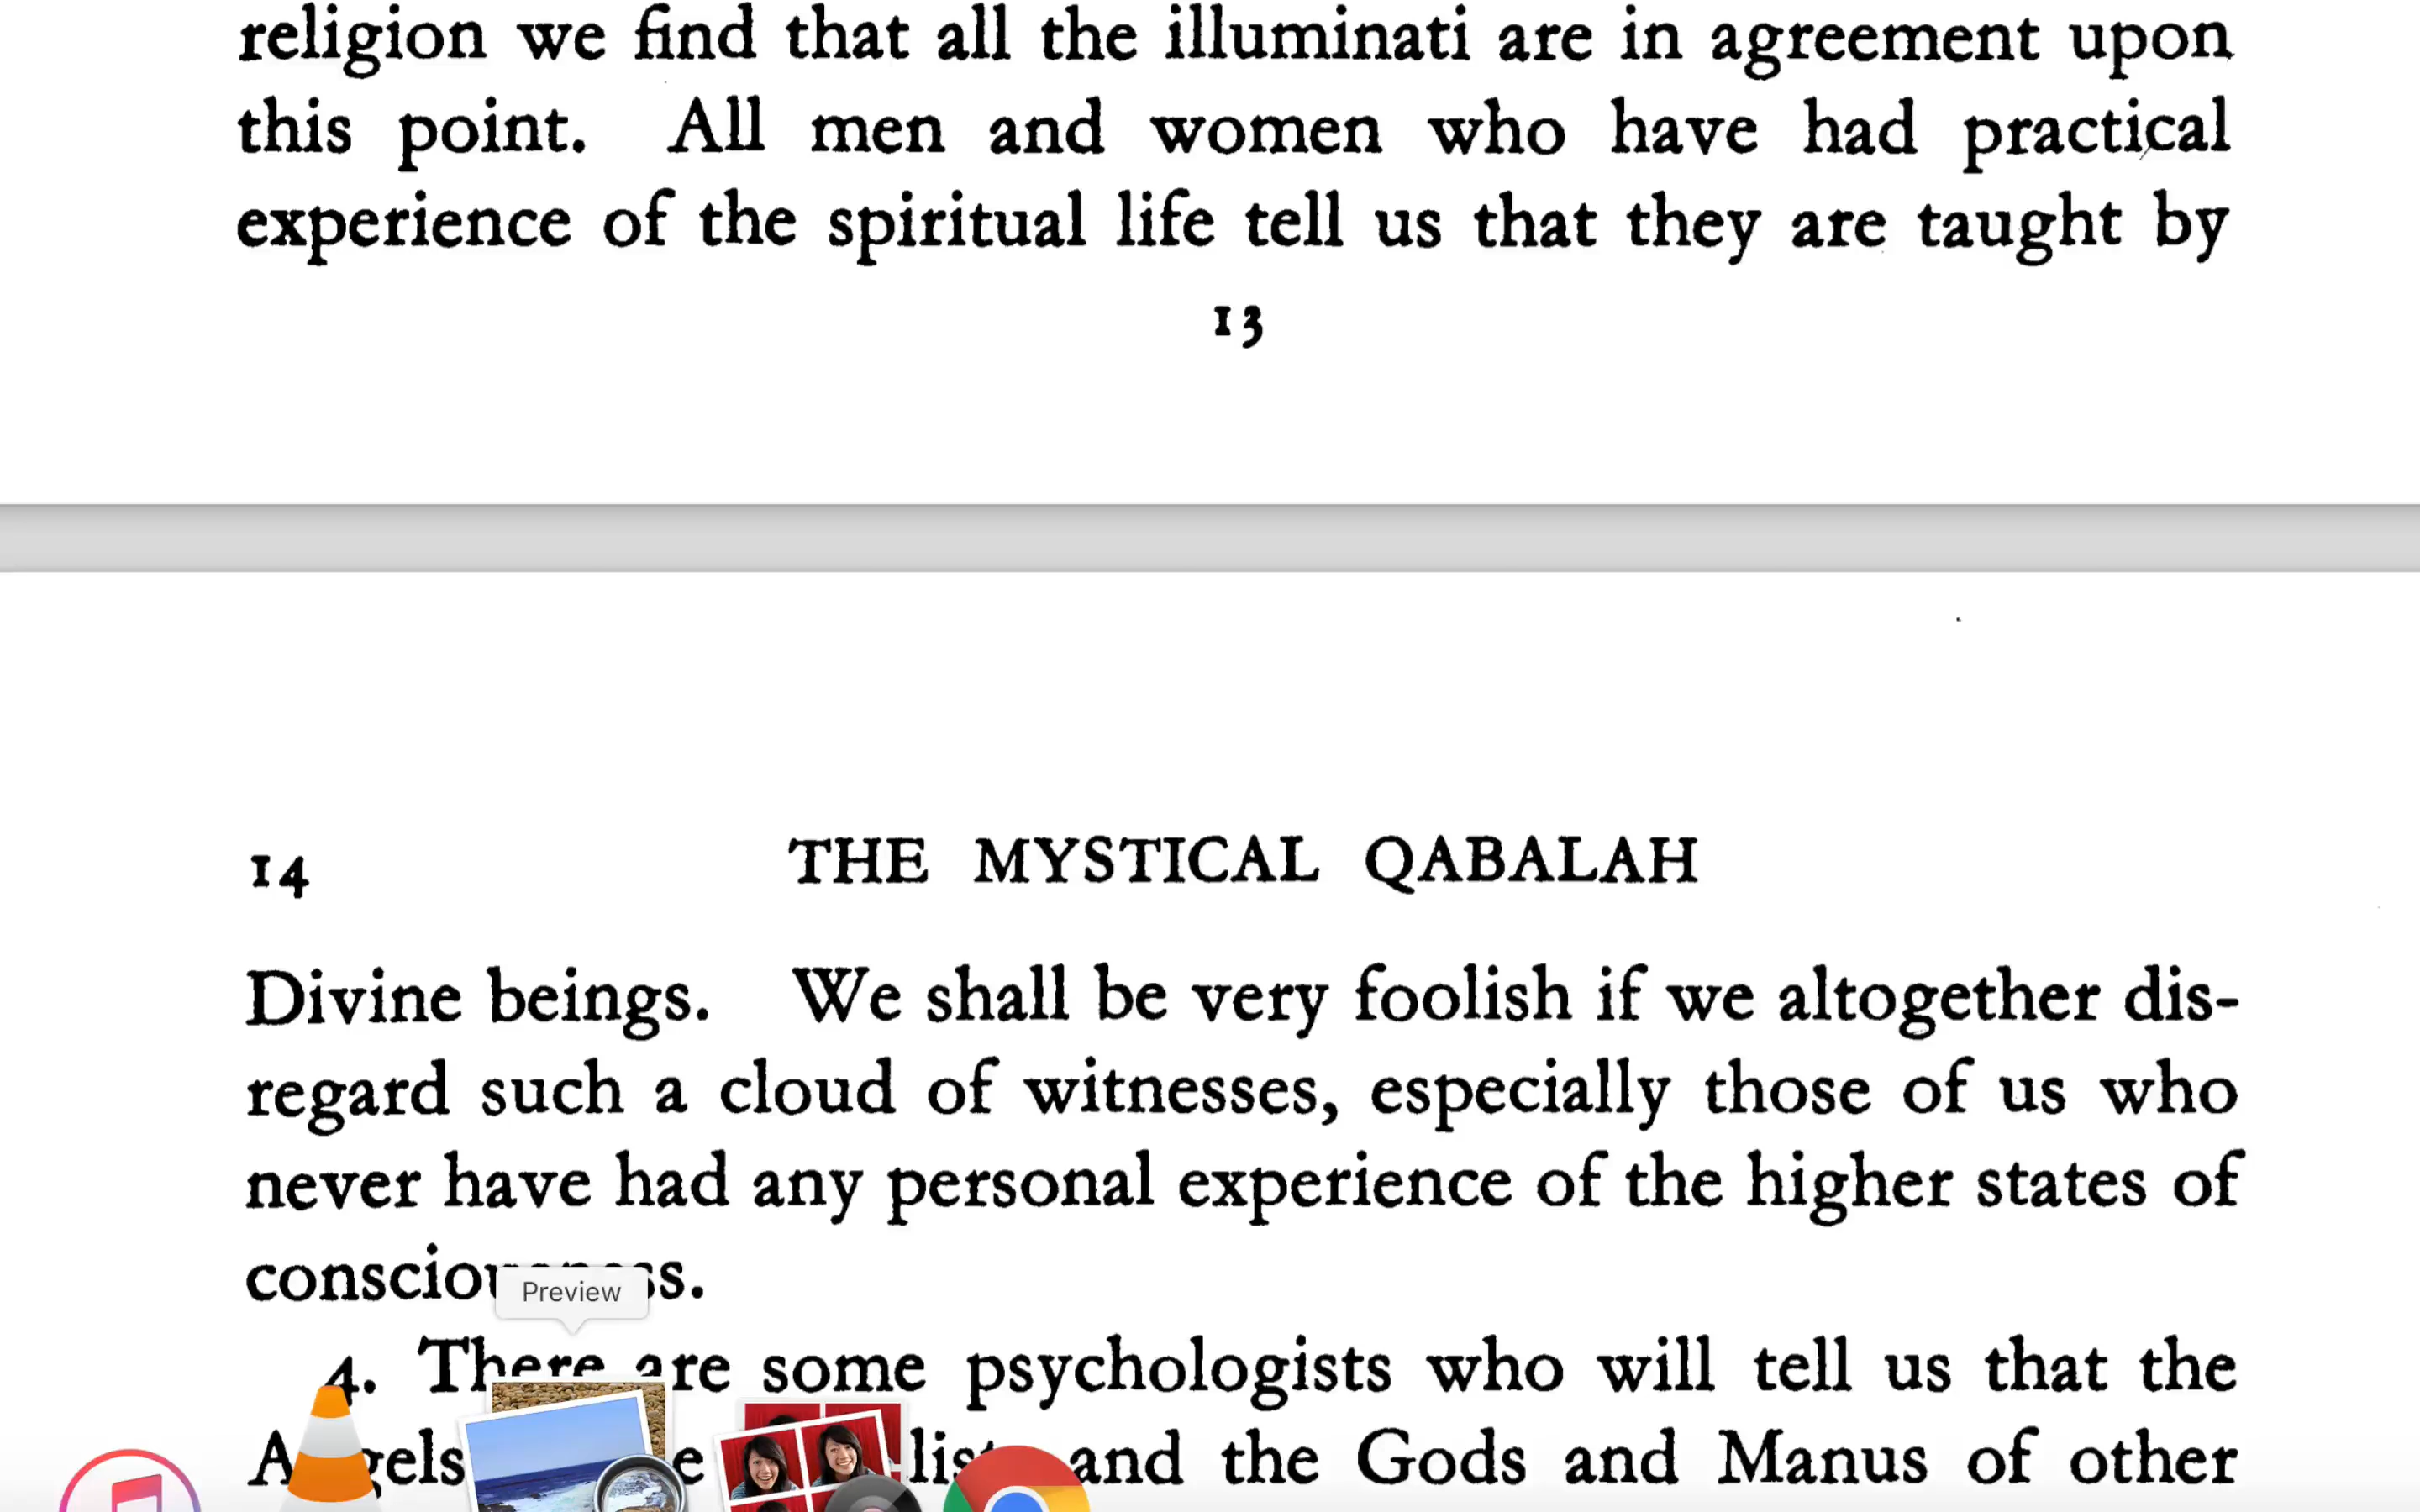 religion we find that all the illuminati are in agreement upon
this point. All men and women who have had practical
experience of the spiritual life tell us that they are taught by
13
14 THE MYSTICAL QABALAH
Divine beings. We shall be very foolish if we altogether dis-
regard such a cloud of witnesses, especially those of us who
never have had any personal experience of the higher states of
consciousness.
Preview
4. There are some psychologists who will tell us that the
Angels and the Gods and Manus of other